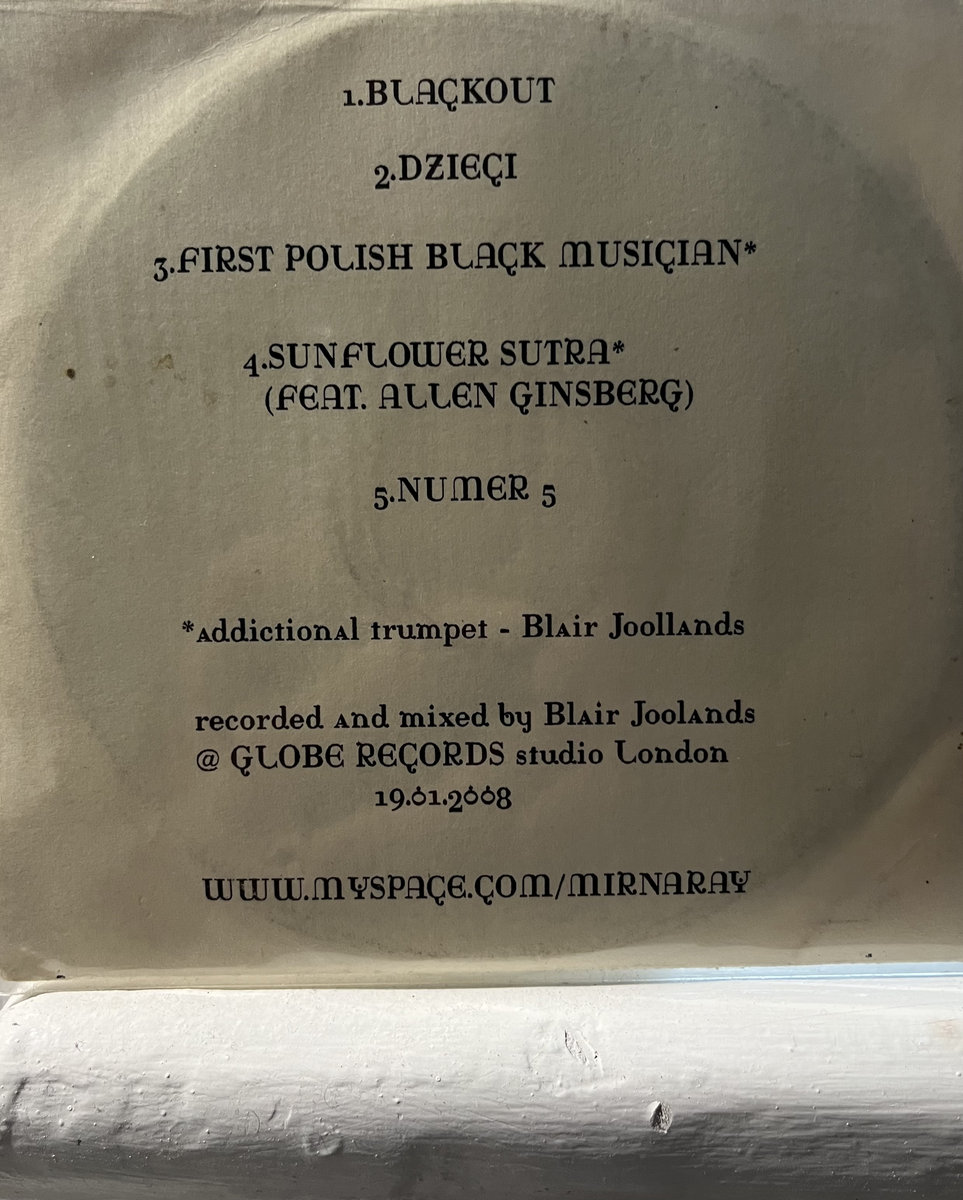 1.BLACKOUT
2.DZIECI
3.FIRST POLISH BLACK MUSICIAN*
4.SUNFLOWER SUTRA*
(FEAT. ALLEN GINSBERG)
5.NUMER 5
*Addictional trumpet - Blair Joollands
recorded and mixed by Blair Joolands
@ GLOBE RECORDS studio London
19.01.2008
WWW.MYSPACE.COM/MIRNARAY